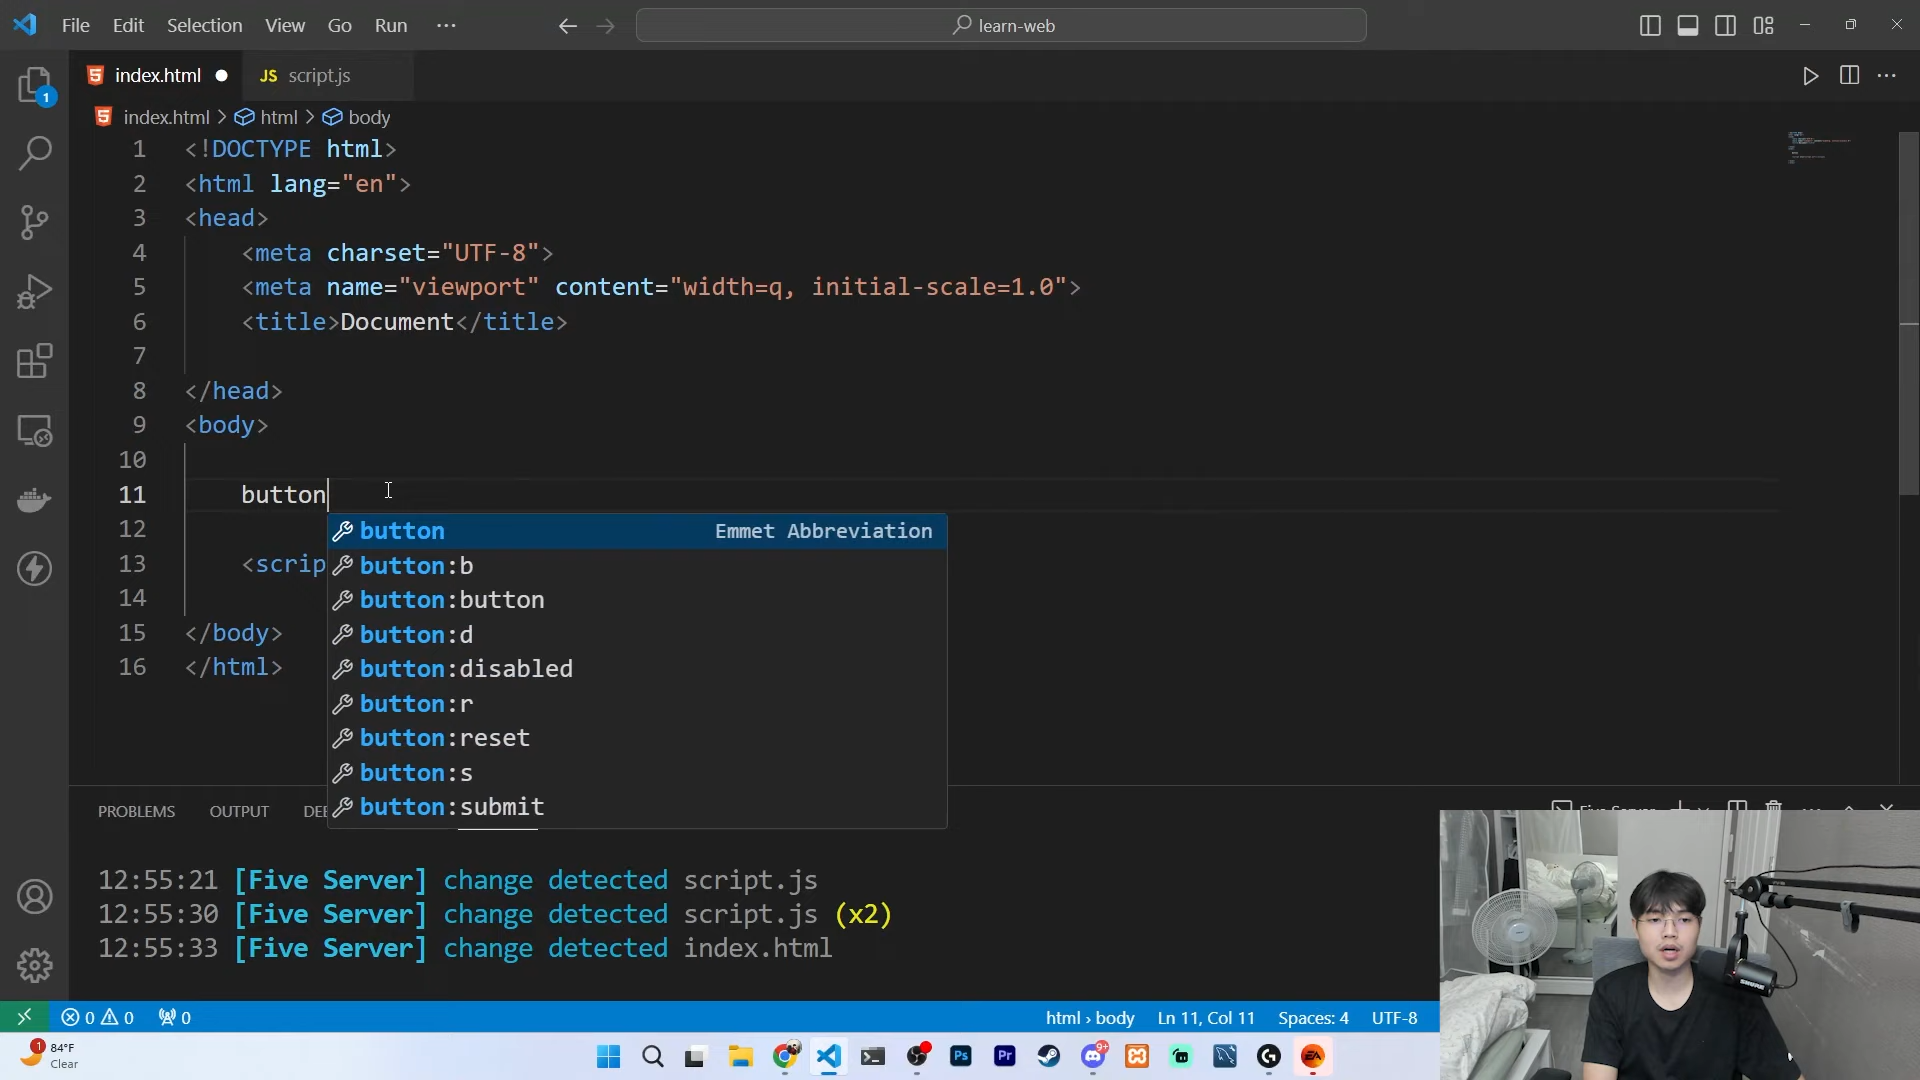 File Edit Selection View Go Run ... learn-web
index.html JS script.js
index.html > html > body
1 <!DOCTYPE html>
2 <html lang="en">
3 <head>
4 <meta charset="UTF-8">
5 <meta name="viewport" content="width=q, initial-scale=1.0">
6 <title>Document</title>
7
8 </head>
9 <body>
10
11 button
12
13 <scrip
14
15 </body>
16 </html>
button Emmet Abbreviation
button:b
button:button
button:d
button:disabled
button:r
button:reset
button:s
button:submit
PROBLEMS OUTPUT
12:55:21 [Five Server] change detected script.js
12:55:30 [Five Server] change detected script.js (x2)
12:55:33 [Five Server] change detected index.html
0 0 0 html › body Ln 11, Col 11 Spaces: 4 UTF-8
84°F
Clear